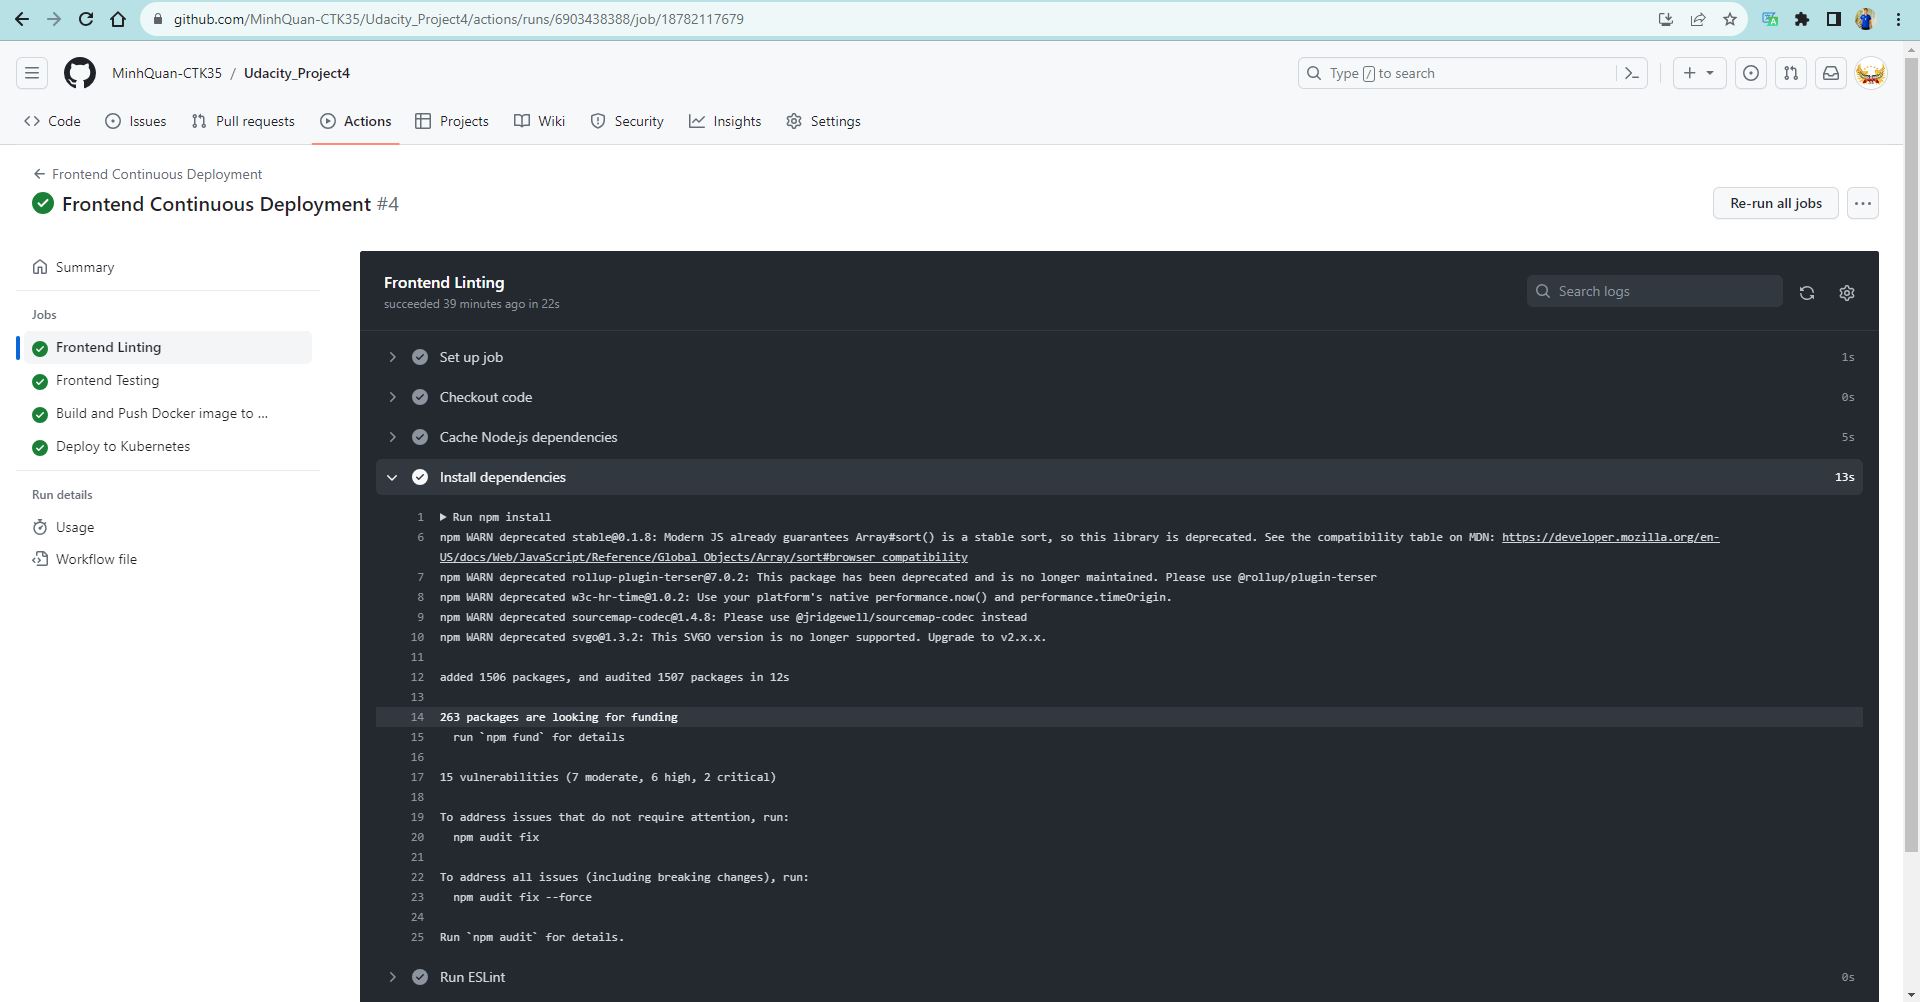 github.com/MinhQuan-CTK35/Udacity_Project4/actions/runs/6903438388/job/18782117679
MinhQuan-CTK35 / Udacity_Project4
Type / to search
Code Issues Pull requests Actions Projects Wiki Security Insights Settings
Frontend Continuous Deployment
Frontend Continuous Deployment #4
Re-run all jobs
Summary
Jobs
Frontend Linting
Frontend Testing
Build and Push Docker image to ...
Deploy to Kubernetes
Run details
Usage
Workflow file
Frontend Linting
succeeded 39 minutes ago in 22s
Search logs
Set up job 1s
Checkout code 0s
Cache Node.js dependencies 5s
Install dependencies 13s
1 Run npm install
6 npm WARN deprecated stable@0.1.8: Modern JS already guarantees Array#sort() is a stable sort, so this library is deprecated. See the compatibility table on MDN: https://developer.mozilla.org/en-
US/docs/Web/JavaScript/Reference/Global_Objects/Array/sort#browser_compatibility
7 npm WARN deprecated rollup-plugin-terser@7.0.2: This package has been deprecated and is no longer maintained. Please use @rollup/plugin-terser
8 npm WARN deprecated w3c-hr-time@1.0.2: Use your platform's native performance.now() and performance.timeOrigin.
9 npm WARN deprecated sourcemap-codec@1.4.8: Please use @jridgewell/sourcemap-codec instead
10 npm WARN deprecated svgo@1.3.2: This SVGO version is no longer supported. Upgrade to v2.x.x.
11
12 added 1506 packages, and audited 1507 packages in 12s
13
14 263 packages are looking for funding
15 run `npm fund` for details
16
17 15 vulnerabilities (7 moderate, 6 high, 2 critical)
18
19 To address issues that do not require attention, run:
20 npm audit fix
21
22 To address all issues (including breaking changes), run:
23 npm audit fix --force
24
25 Run `npm audit` for details.
Run ESLint 0s